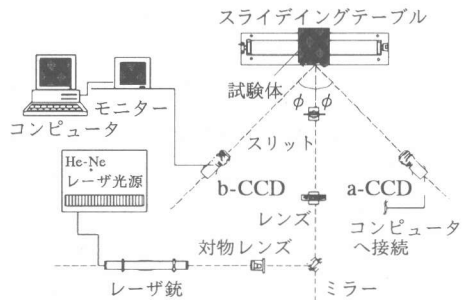 スライデイングテーブル
試験体
φ φ
モニター
コンピュータ
スリット
He-Ne
レーザ光源
b-CCD
a-CCD
レンズ
コンピュータ
へ接続
対物レンズ
レーザ銃
ミラー